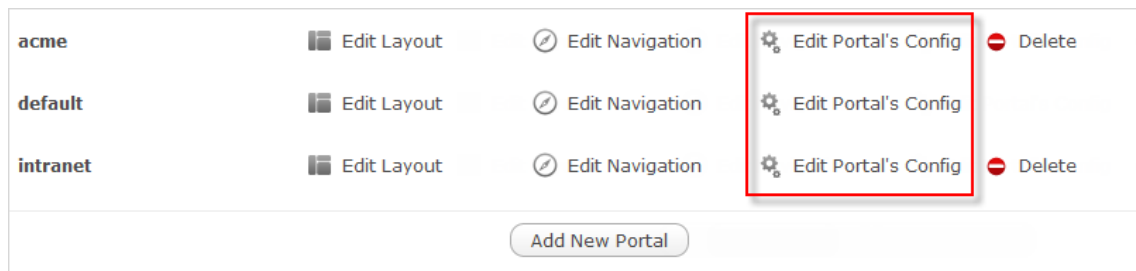 acme Edit Layout Edit Navigation Edit Portal's Config Delete
default Edit Layout Edit Navigation Edit Portal's Config
intranet Edit Layout Edit Navigation Edit Portal's Config Delete
Add New Portal